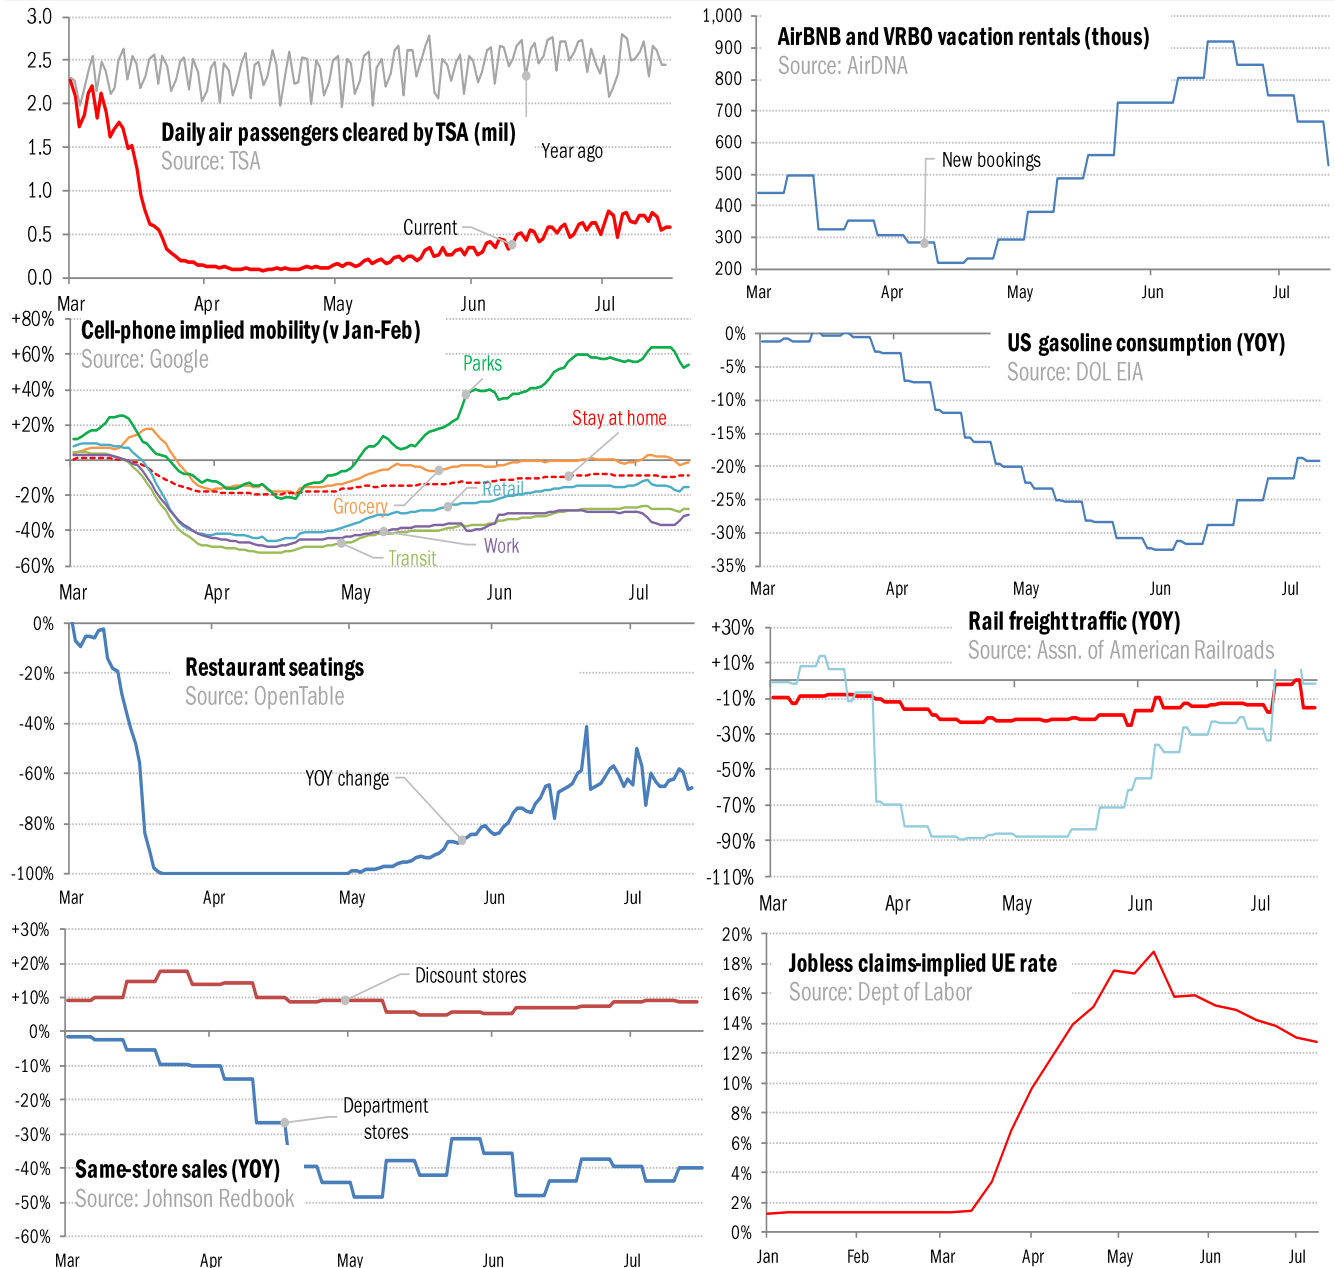 3.0
2.5
2.0
1.5
1.0
0.5
0.0
Daily air passengers cleared by TSA (mil)
Source: TSA
Year ago
Current
Mar Apr May Jun Jul
1,000
900
800
700
600
500
400
300
200
AirBNB and VRBO vacation rentals (thous)
Source: AirDNA
New bookings
Mar Apr May Jun Jul
+80%
+60%
+40%
+20%
-20%
-40%
-60%
Cell-phone implied mobility (v Jan-Feb)
Source: Google
Parks
Stay at home
Retail
Grocery
Work
Transit
Mar Apr May Jun Jul
0%
-5%
-10%
-15%
-20%
-25%
-30%
-35%
US gasoline consumption (YOY)
Source: DOL EIA
Mar Apr May Jun Jul
0%
-20%
-40%
-60%
-80%
-100%
Restaurant seatings
Source: OpenTable
YOY change
Mar Apr May Jun Jul
+30%
+10%
-10%
-30%
-50%
-70%
-90%
-110%
Rail freight traffic (YOY)
Source: Assn. of American Railroads
Mar Apr May Jun Jul
+30%
+20%
+10%
0%
-10%
-20%
-30%
-40%
-50%
-60%
Dicsount stores
Department
stores
Same-store sales (YOY)
Source: Johnson Redbook
Mar Apr May Jun Jul
20%
18%
16%
14%
12%
10%
8%
6%
4%
2%
0%
Jobless claims-implied UE rate
Source: Dept of Labor
Jan Feb Mar Apr May Jun Jul